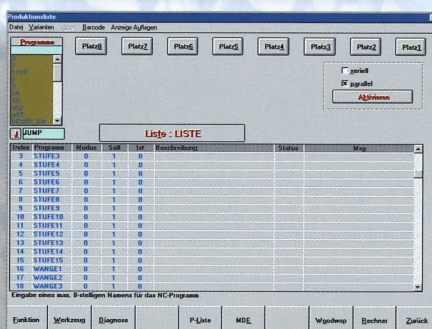 Produktionsliste
Datei Varianten Barcode Anzeige Auflagen
Programme
Platz8 Platz7 Platz6 Platz5 Platz4 Platz3 Platz2 Platz1
seriell
parallel
Aktivieren
JUMP
Liste : LISTE
Index Programm Modus Soll Ist Beschreibung Status Msg
3 STUFE3 0 1 0
4 STUFE4 0 1 0
5 STUFE5 0 1 0
6 STUFE6 0 1 0
7 STUFE7 0 1 0
8 STUFE8 0 1 0
9 STUFE9 0 1 0
10 STUFE10 0 1 0
11 STUFE11 0 1 0
12 STUFE12 0 1 0
13 STUFE13 0 1 0
14 STUFE14 0 1 0
15 STUFE15 0 1 0
16 WANGE1 0 1 0
17 WANGE2 0 1 0
18 WANGE3 0 1 0
Eingabe eines max. 8-stelligen Namens für das NC-Programm
Funktion Werkzeug Diagnose P-Liste MDE Woodwop Rechner Zurück